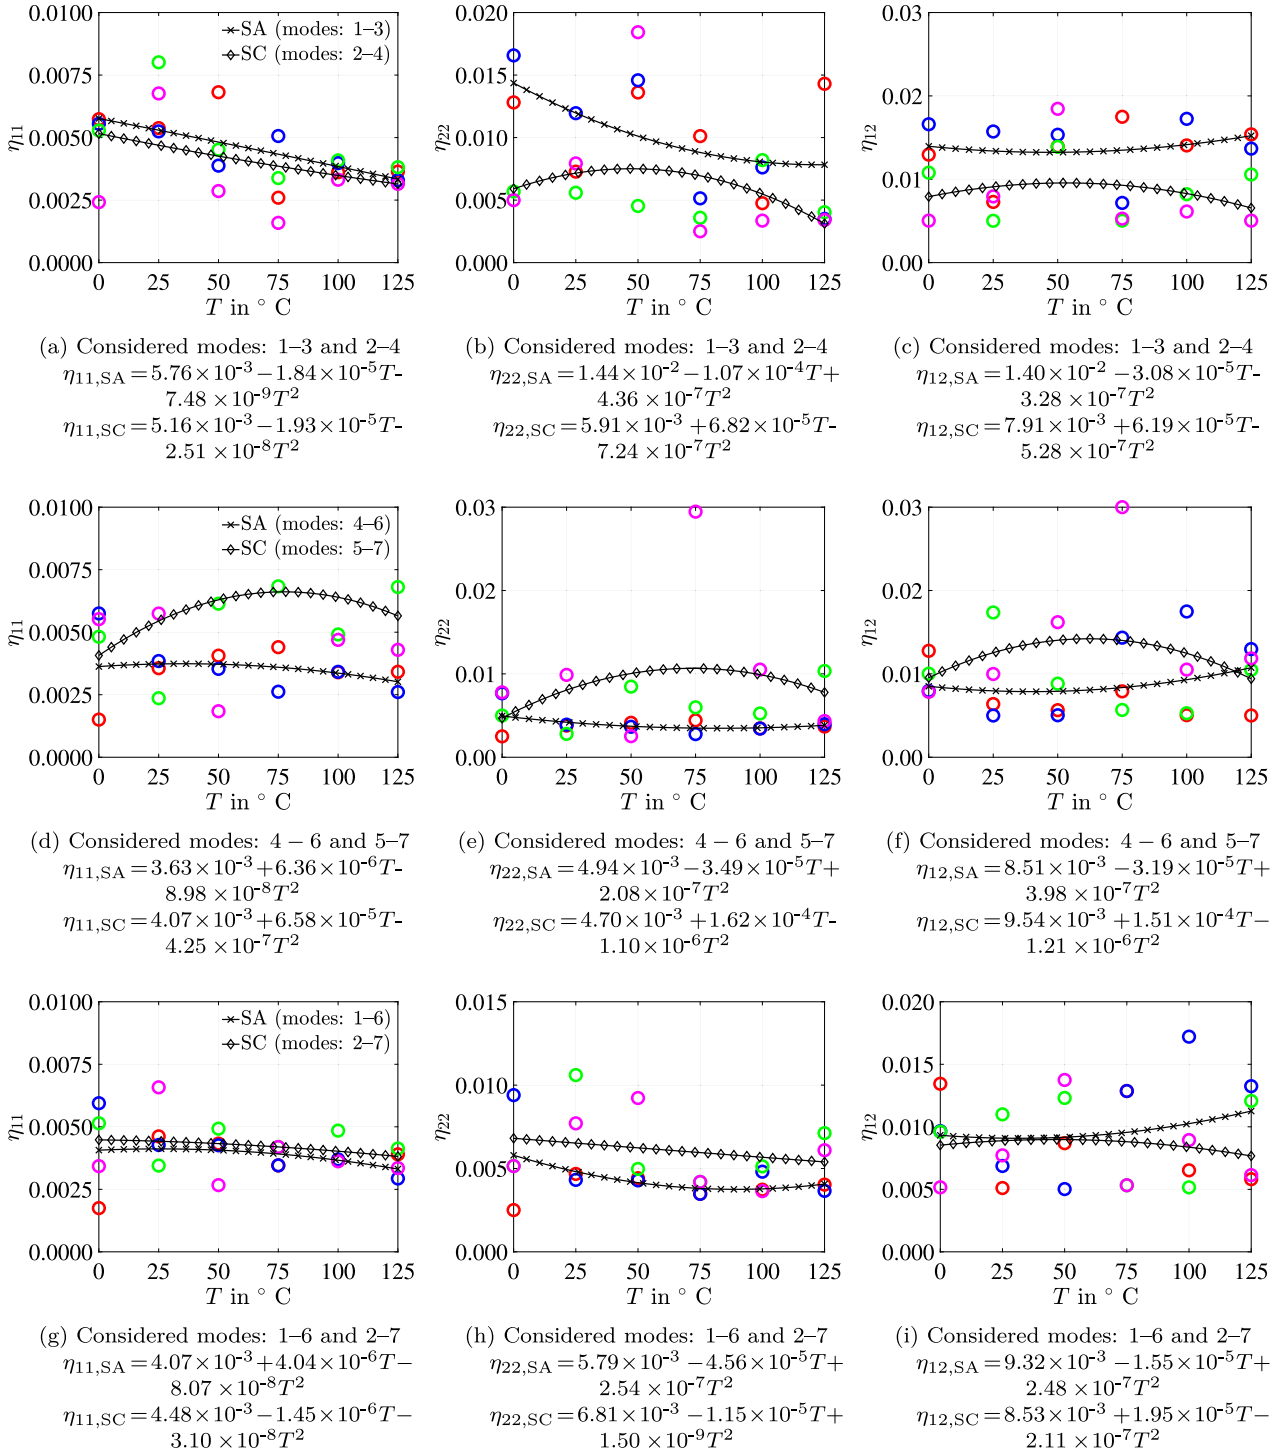 0.0100
0.0075
0.0050
0.0025
0.0000
η11
SA (modes: 1–3)
SC (modes: 2–4)
0 25 50 75 100 125
T in ° C
0.020
0.015
0.010
0.005
0.000
η22
0 25 50 75 100 125
T in ° C
0.03
0.02
0.01
0.00
η12
0 25 50 75 100 125
T in ° C
(a) Considered modes: 1–3 and 2–4
η11,SA=5.76×10-3−1.84×10-5T-
7.48 ×10-9T2
η11,SC=5.16×10-3−1.93×10-5T-
2.51 ×10-8T2
(b) Considered modes: 1–3 and 2–4
η22,SA=1.44×10-2−1.07×10-4T+
4.36 ×10-7T2
η22,SC=5.91×10-3 +6.82×10-5T-
7.24 ×10-7T2
(c) Considered modes: 1–3 and 2–4
η12,SA=1.40×10-2 −3.08×10-5T-
3.28 ×10-7T2
η12,SC=7.91×10-3 +6.19×10-5T-
5.28 ×10-7T2
0.0100
0.0075
0.0050
0.0025
0.0000
η11
SA (modes: 4–6)
SC (modes: 5–7)
0 25 50 75 100 125
T in ° C
0.03
0.02
0.01
0.00
η22
0 25 50 75 100 125
T in ° C
0.03
0.02
0.01
0.00
η12
0 25 50 75 100 125
T in ° C
(d) Considered modes: 4 – 6 and 5–7
η11,SA=3.63×10-3+6.36×10-6T-
8.98 ×10-8T2
η11,SC=4.07×10-3+6.58×10-5T-
4.25 ×10-7T2
(e) Considered modes: 4 – 6 and 5–7
η22,SA=4.94×10-3 −3.49×10-5T+
2.08×10-7T2
η22,SC=4.70×10-3 +1.62×10-4T-
1.10×10-6T2
(f) Considered modes: 4 – 6 and 5–7
η12,SA=8.51×10-3 −3.19×10-5T+
3.98 ×10-7T2
η12,SC=9.54×10-3 +1.51×10-4T−
1.21 ×10-6T2
0.0100
0.0075
0.0050
0.0025
0.0000
η11
SA (modes: 1–6)
SC (modes: 2–7)
0 25 50 75 100 125
T in ° C
0.015
0.010
0.005
0.000
η22
0 25 50 75 100 125
T in ° C
0.020
0.015
0.010
0.005
0.000
η12
0 25 50 75 100 125
T in ° C
(g) Considered modes: 1–6 and 2–7
η11,SA=4.07×10-3+4.04×10-6T−
8.07 ×10-8T2
η11,SC=4.48×10-3−1.45×10-6T−
3.10 ×10-8T2
(h) Considered modes: 1–6 and 2–7
η22,SA=5.79×10-3 −4.56×10-5T+
2.54 ×10-7T2
η22,SC=6.81×10-3 −1.15×10-5T+
1.50 ×10-9T2
(i) Considered modes: 1–6 and 2–7
η12,SA=9.32×10-3 −1.55×10-5T+
2.48 ×10-7T2
η12,SC=8.53×10-3 +1.95×10-5T−
2.11 ×10-7T2